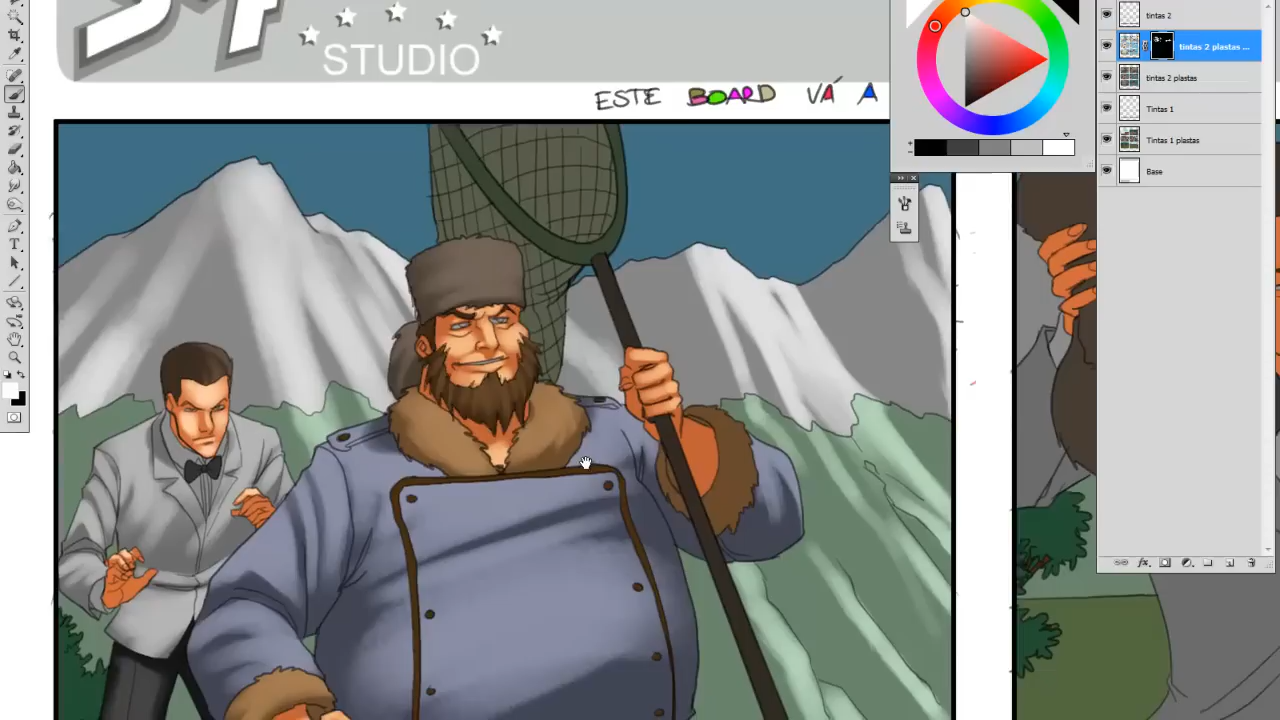 STUDIO
ESTE BOARD VÁ A
tintas 2
tintas 2 plastas ...
tintas 2 plastas
Tintas 1
Tintas 1 plastas
Base